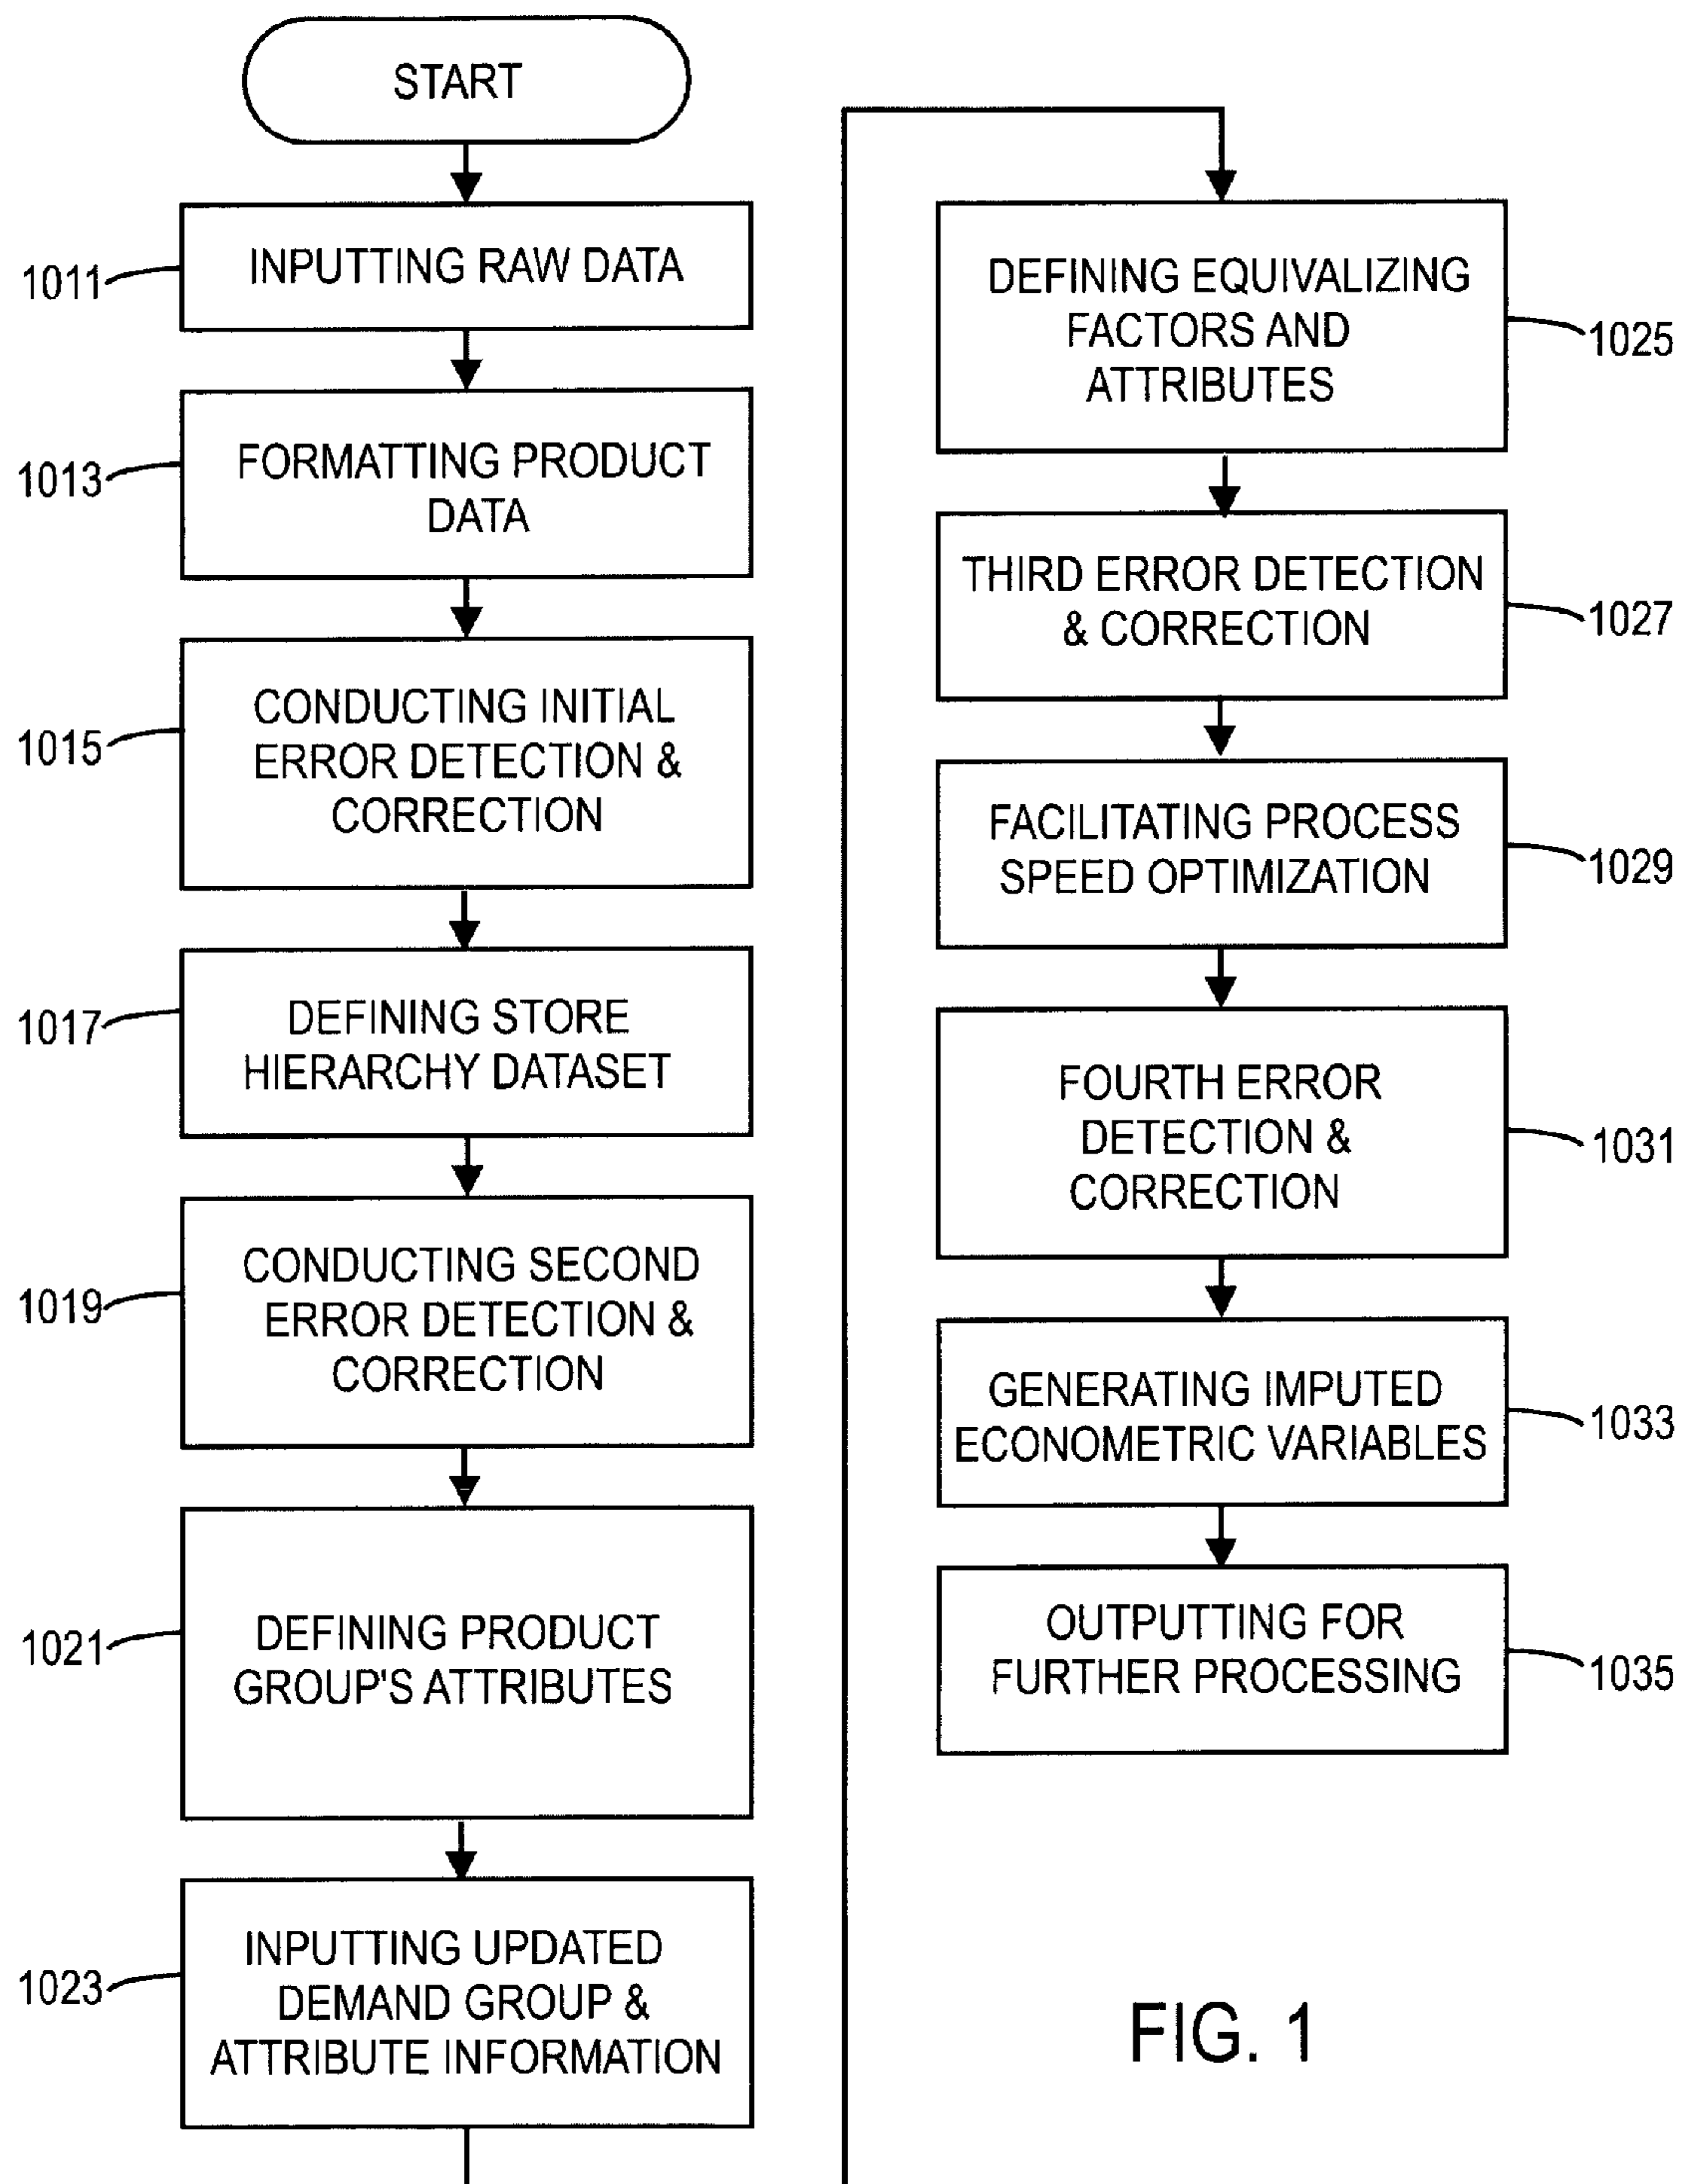 START
1011
INPUTTING RAW DATA
1013
FORMATTING PRODUCT
DATA
1015
CONDUCTING INITIAL
ERROR DETECTION &
CORRECTION
1017
DEFINING STORE
HIERARCHY DATASET
1019
CONDUCTING SECOND
ERROR DETECTION &
CORRECTION
1021
DEFINING PRODUCT
GROUP'S ATTRIBUTES
1023
INPUTTING UPDATED
DEMAND GROUP &
ATTRIBUTE INFORMATION
DEFINING EQUIVALIZING
FACTORS AND
ATTRIBUTES
1025
THIRD ERROR DETECTION
& CORRECTION
1027
FACILITATING PROCESS
SPEED OPTIMIZATION
1029
FOURTH ERROR
DETECTION &
CORRECTION
1031
GENERATING IMPUTED
ECONOMETRIC VARIABLES
1033
OUTPUTTING FOR
FURTHER PROCESSING
1035
FIG. 1